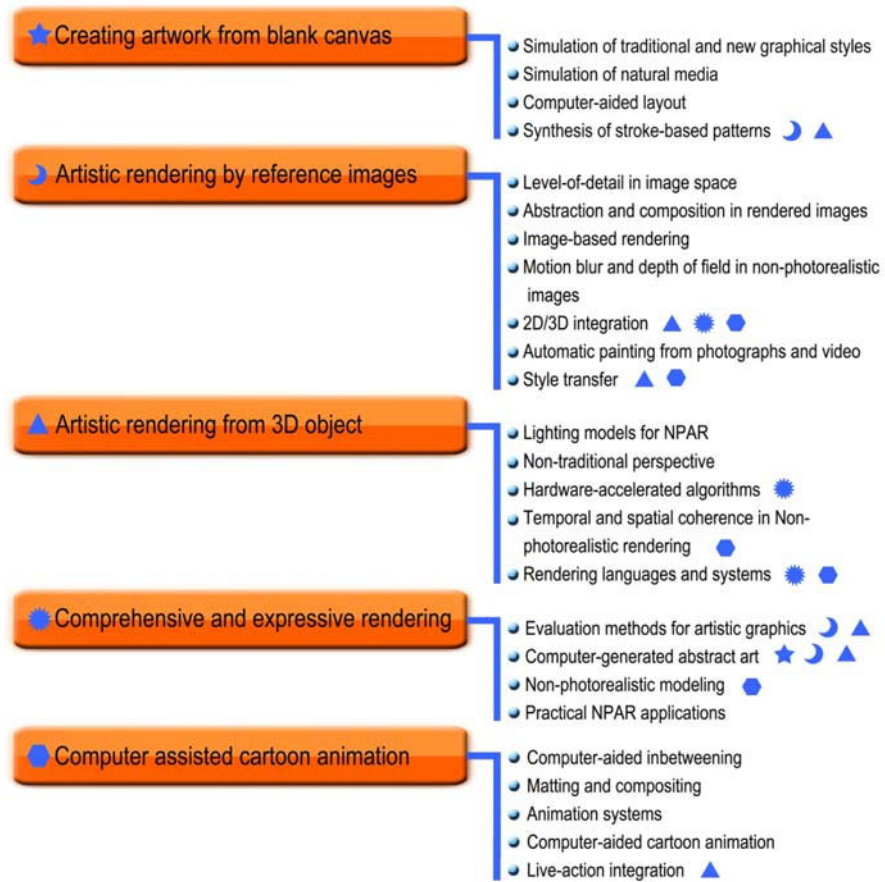 Creating artwork from blank canvas
Simulation of traditional and new graphical styles
Simulation of natural media
Computer-aided layout
Synthesis of stroke-based patterns
Artistic rendering by reference images
Level-of-detail in image space
Abstraction and composition in rendered images
Image-based rendering
Motion blur and depth of field in non-photorealistic
images
2D/3D integration
Automatic painting from photographs and video
Style transfer
Artistic rendering from 3D object
Lighting models for NPAR
Non-traditional perspective
Hardware-accelerated algorithms
Temporal and spatial coherence in Non-
photorealistic rendering
Rendering languages and systems
Comprehensive and expressive rendering
Evaluation methods for artistic graphics
Computer-generated abstract art
Non-photorealistic modeling
Practical NPAR applications
Computer assisted cartoon animation
Computer-aided inbetweening
Matting and compositing
Animation systems
Computer-aided cartoon animation
Live-action integration